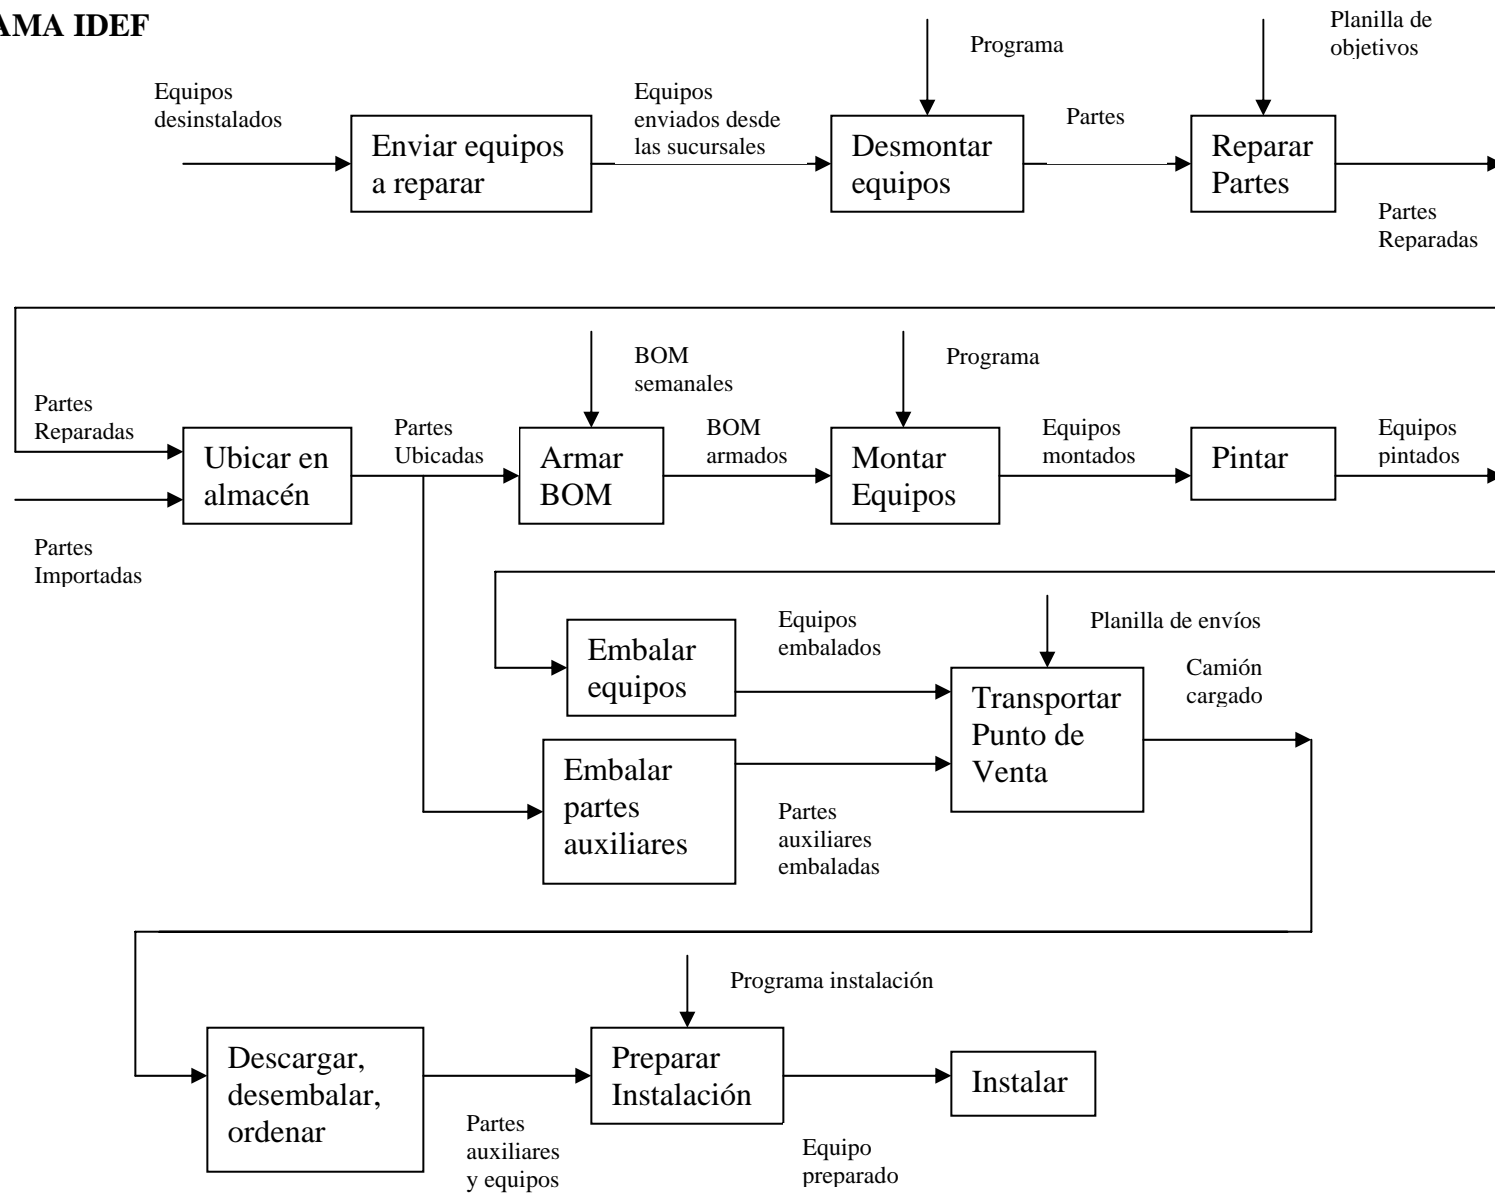 AMA IDEF
Programa
Planilla de
objetivos
Equipos
desinstalados
Equipos
enviados desde
las sucursales
Partes
Enviar equipos
a reparar
Desmontar
equipos
Reparar
Partes
Partes
Reparadas
BOM
semanales
Programa
Partes
Reparadas
Partes
Ubicadas
BOM
armados
Equipos
montados
Equipos
pintados
Ubicar en
almacén
Armar
BOM
Montar
Equipos
Pintar
Partes
Importadas
Equipos
embalados
Planilla de envíos
Camión
cargado
Embalar
equipos
Transportar
Punto de
Venta
Embalar
partes
auxiliares
Partes
auxiliares
embaladas
Programa instalación
Descargar,
desembalar,
ordenar
Preparar
Instalación
Instalar
Partes
auxiliares
y equipos
Equipo
preparado